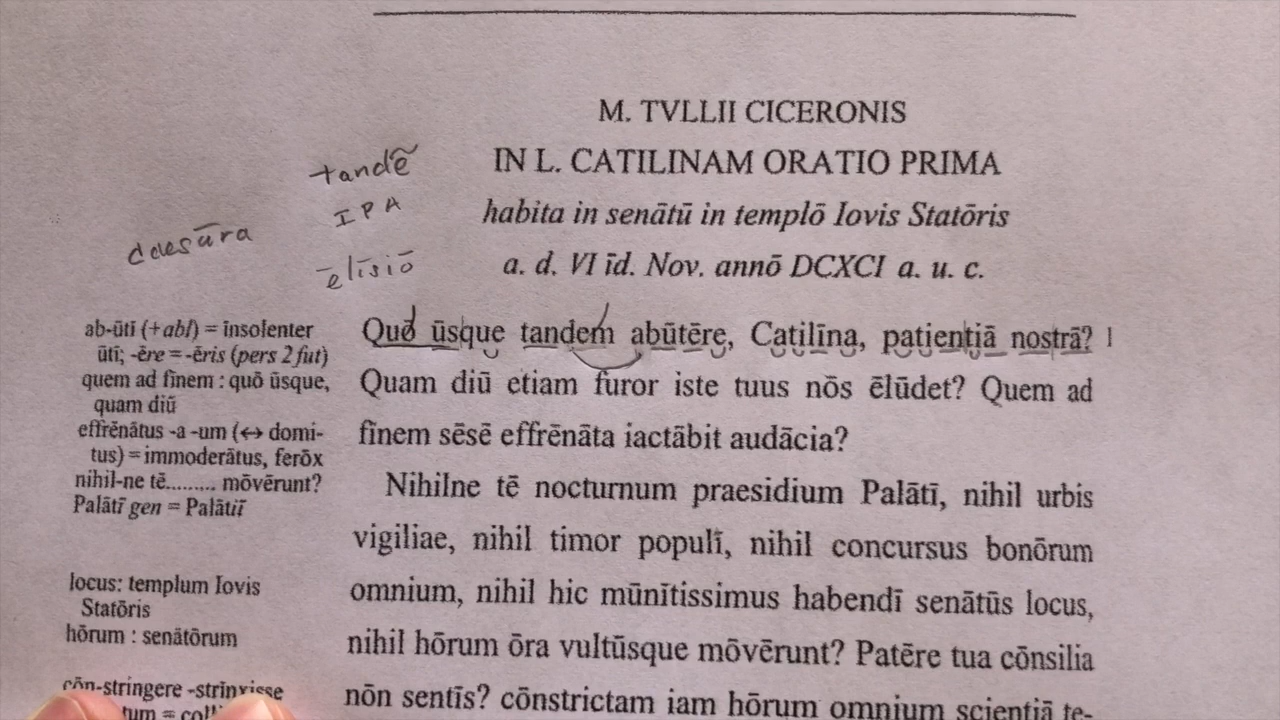 M. TVLLII CICERONIS
IN L. CATILINAM ORATIO PRIMA
habita in senātū in templō Iovis Statōris
a. d. VI īd. Nov. annō DCXCI a. u. c.
tandẽ
IPA
ēlīsiō
caesūra
Quō ūsque tandem abūtēre, Catilīna, patientiā nostrā?
Quam diū etiam furor iste tuus nōs ēlūdet? Quem ad
fīnem sēsē effrēnāta iactābit audācia?
Nihilne tē nocturnum praesidium Palātī, nihil urbis
vigiliae, nihil timor populī, nihil concursus bonōrum
omnium, nihil hic mūnītissimus habendī senātūs locus,
nihil hōrum ōra vultūsque mōvērunt? Patēre tua cōnsilia
nōn sentīs? cōnstrictam iam hōrum omnium scientiā te-
ab-ūtī (+abl) = īnsolenter
ūtī; -ēre = -ēris (pers 2 fut)
quem ad fīnem : quō ūsque,
quam diū
effrēnātus -a -um (↔ domi-
tus) = immoderātus, ferōx
nihil-ne tē......... mōvērunt?
Palātī gen = Palātiī
locus: templum Iovis
Statōris
hōrum : senātōrum
cōn-stringere -strīnxisse